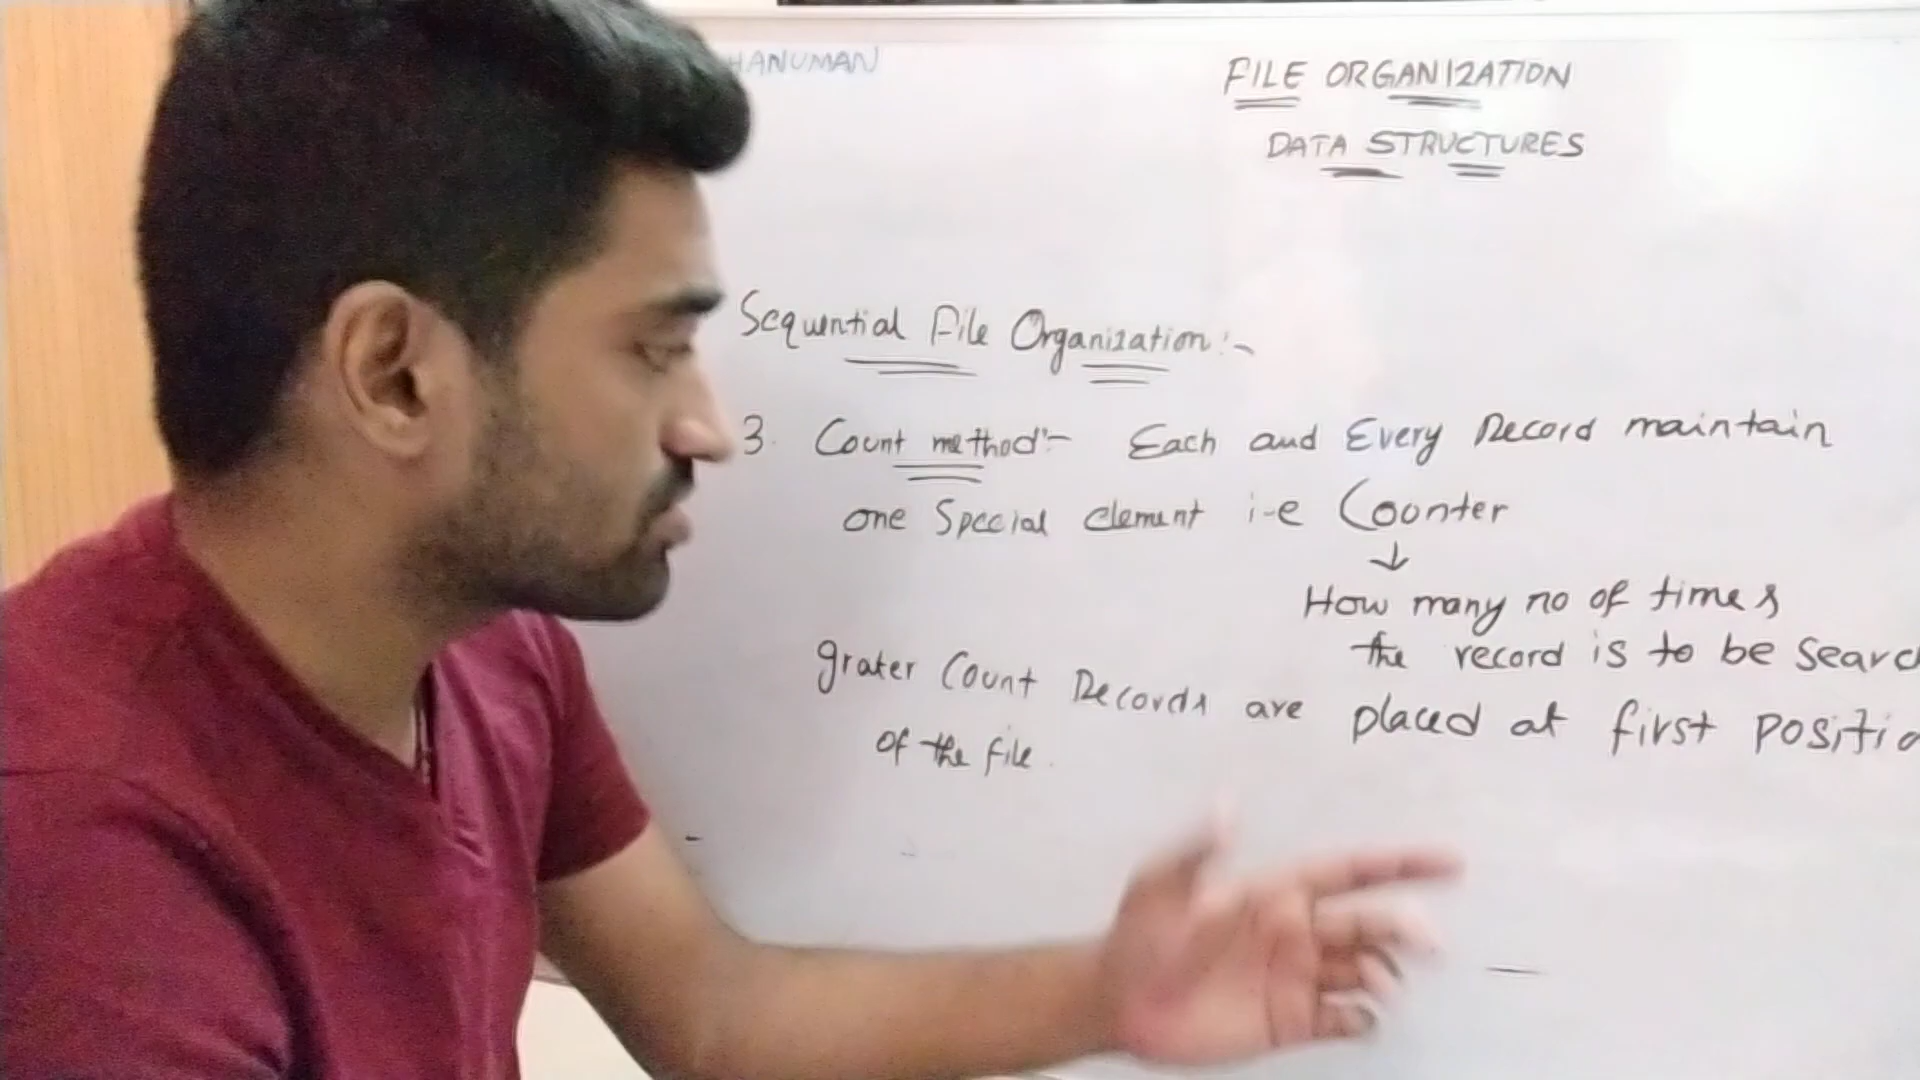 HANUMAN
FILE ORGANIZATION
DATA STRUCTURES
Sequential File Organization:-
3. Count method:- Each and Every Record maintain
one Special element i-e Counter
↓
How many no of times
the record is to be Searc
grater Count Records are placed at first positio
of the file.